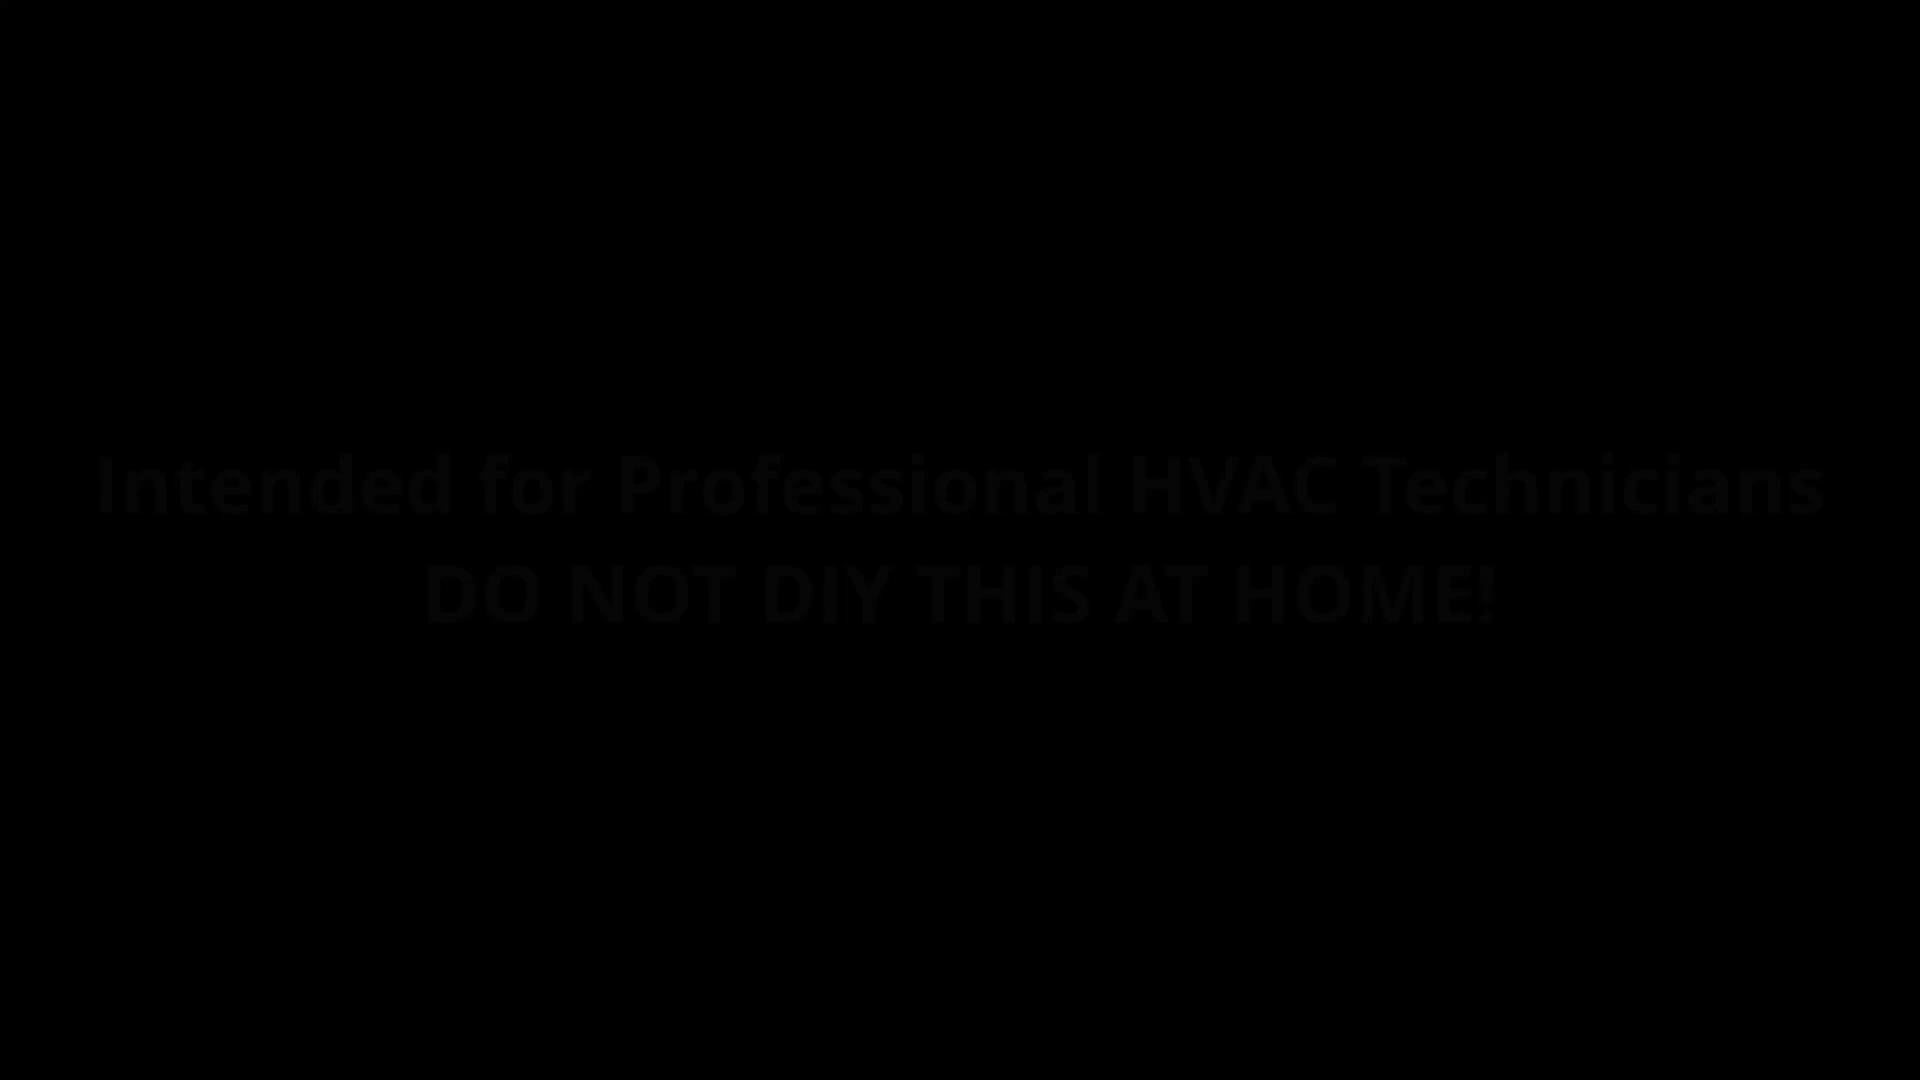 Intended for Professional HVAC Technicians
DO NOT DIY THIS AT HOME!